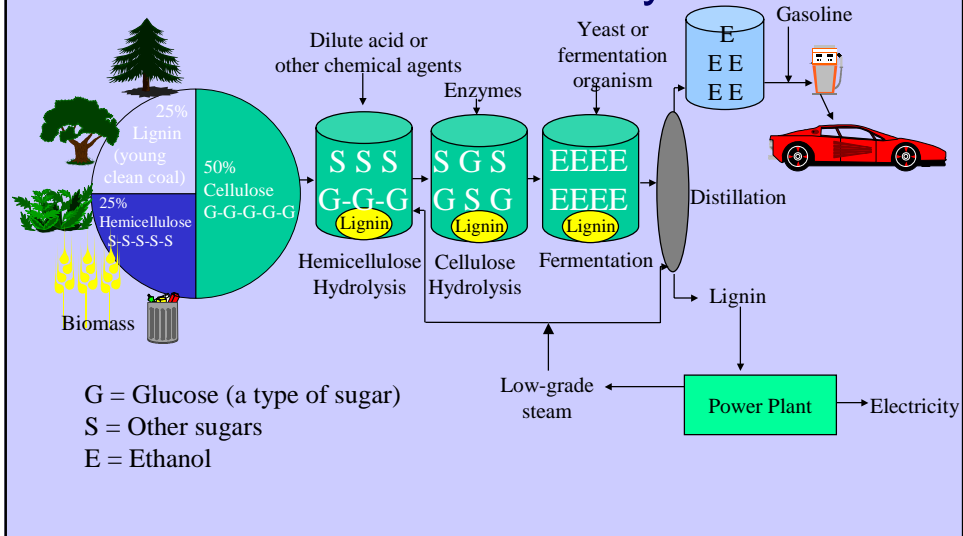 Dilute acid or
other chemical agents
Enzymes
Yeast or
fermentation
organism
Gasoline
E
E E
E E
25%
Lignin
(young
clean coal)
50%
Cellulose
G-G-G-G-G
25%
Hemicellulose
S-S-S-S-S
Biomass
S S S
G-G-G
Lignin
Hemicellulose
Hydrolysis
S G S
G S G
Lignin
Cellulose
Hydrolysis
EEEE
EEEE
Lignin
Fermentation
Distillation
Lignin
Low-grade
steam
Power Plant
Electricity
G = Glucose (a type of sugar)
S = Other sugars
E = Ethanol